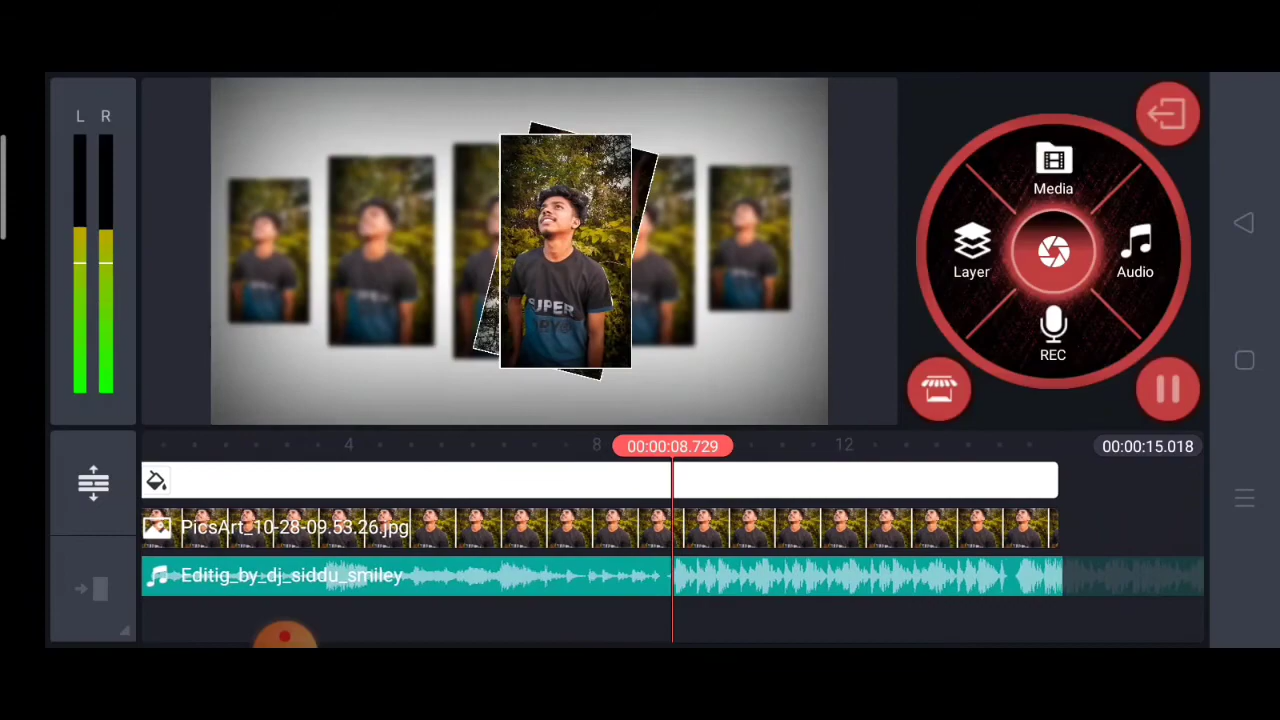 L R
Media
Layer
Audio
REC
4 8 12
00:00:08.729
00:00:15.018
PicsArt_10-28-09.53.26.jpg
Editig_by_dj_siddu_smiley
SUPER